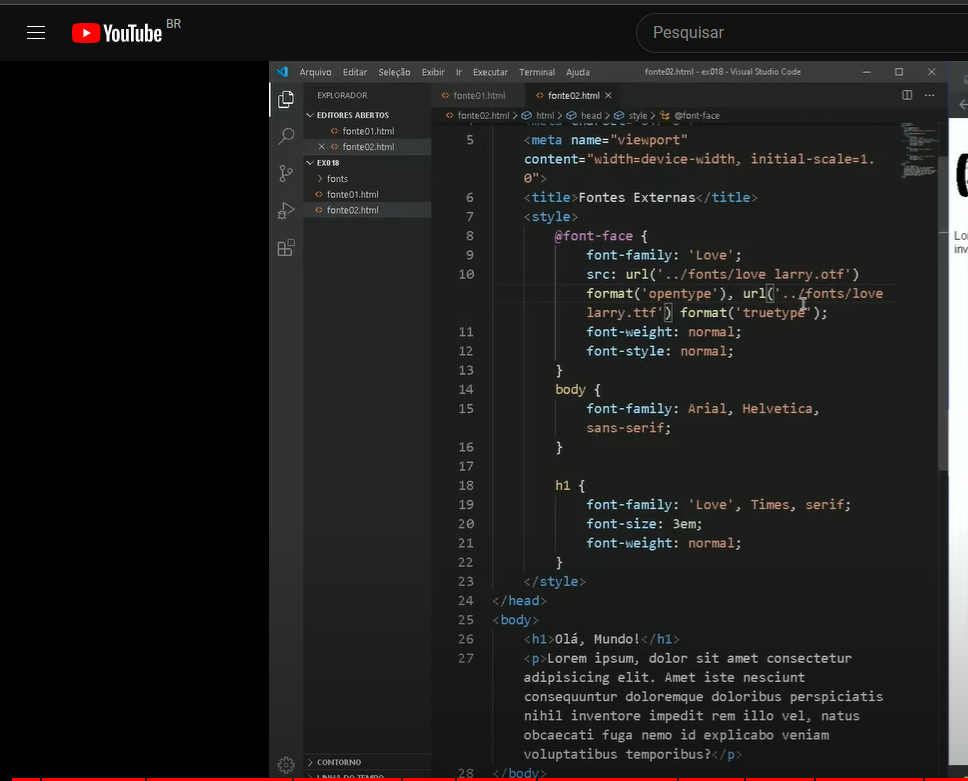 YouTube BR
Pesquisar
Arquivo Editar Seleção Exibir Ir Executar Terminal Ajuda
fonte02.html - ex018 - Visual Studio Code
EXPLORADOR
EDITORES ABERTOS
fonte01.html
fonte02.html
EX018
fonts
fonte01.html
fonte02.html
CONTORNO
LINHA DO TEMPO
fonte01.html
fonte02.html
fonte02.html > html > head > style > @font-face
5 <meta name="viewport"
content="width=device-width, initial-scale=1.
0">
6 <title>Fontes Externas</title>
7 <style>
8 @font-face {
9 font-family: 'Love';
10 src: url('../fonts/love larry.otf')
format('opentype'), url('../fonts/love
larry.ttf') format('truetype');
11 font-weight: normal;
12 font-style: normal;
13 }
14 body {
15 font-family: Arial, Helvetica,
sans-serif;
16 }
17
18 h1 {
19 font-family: 'Love', Times, serif;
20 font-size: 3em;
21 font-weight: normal;
22 }
23 </style>
24 </head>
25 <body>
26 <h1>Olá, Mundo!</h1>
27 <p>Lorem ipsum, dolor sit amet consectetur
adipisicing elit. Amet iste nesciunt
consequuntur doloremque doloribus perspiciatis
nihil inventore impedit rem illo vel, natus
obcaecati fuga nemo id explicabo veniam
voluptatibus temporibus?</p>
28 </body>